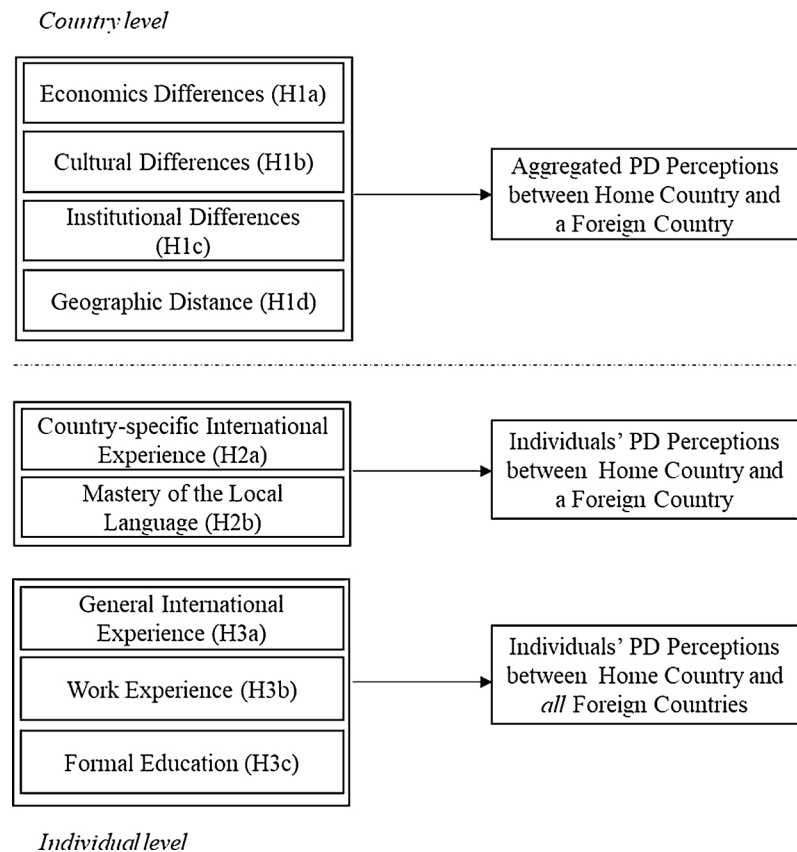 Country level
Economics Differences (H1a)
Cultural Differences (H1b)
Institutional Differences
(H1c)
Geographic Distance (H1d)
Aggregated PD Perceptions
between Home Country and
a Foreign Country
Country-specific International
Experience (H2a)
Mastery of the Local
Language (H2b)
Individuals’ PD Perceptions
between Home Country and
a Foreign Country
General International
Experience (H3a)
Work Experience (H3b)
Formal Education (H3c)
Individuals’ PD Perceptions
between Home Country and
all Foreign Countries
Individual level